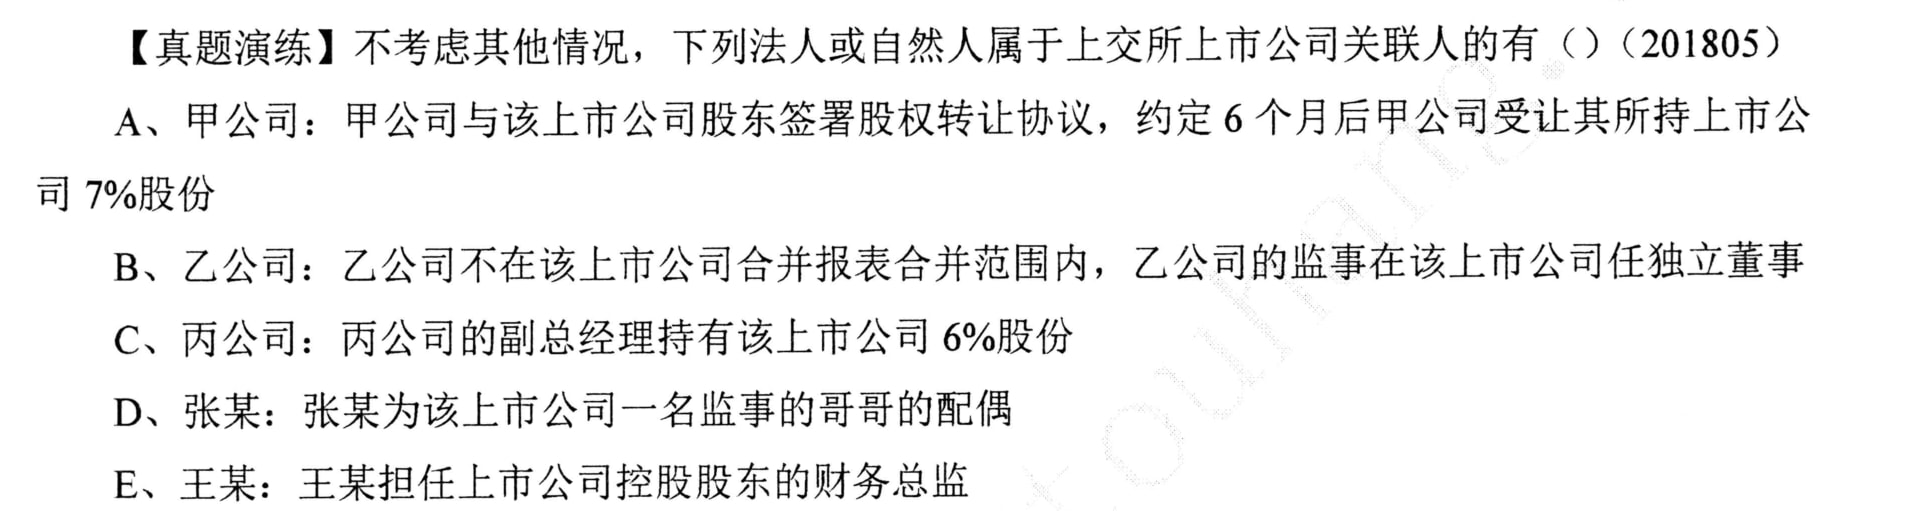 【真题演练】不考虑其他情况，下列法人或自然人属于上交所上市公司关联人的有（）（201805）
A、甲公司：甲公司与该上市公司股东签署股权转让协议，约定 6 个月后甲公司受让其所持上市公
司 7%股份
B、乙公司：乙公司不在该上市公司合并报表合并范围内，乙公司的监事在该上市公司任独立董事
C、丙公司：丙公司的副总经理持有该上市公司 6%股份
D、张某：张某为该上市公司一名监事的哥哥的配偶
E、王某：王某担任上市公司控股股东的财务总监